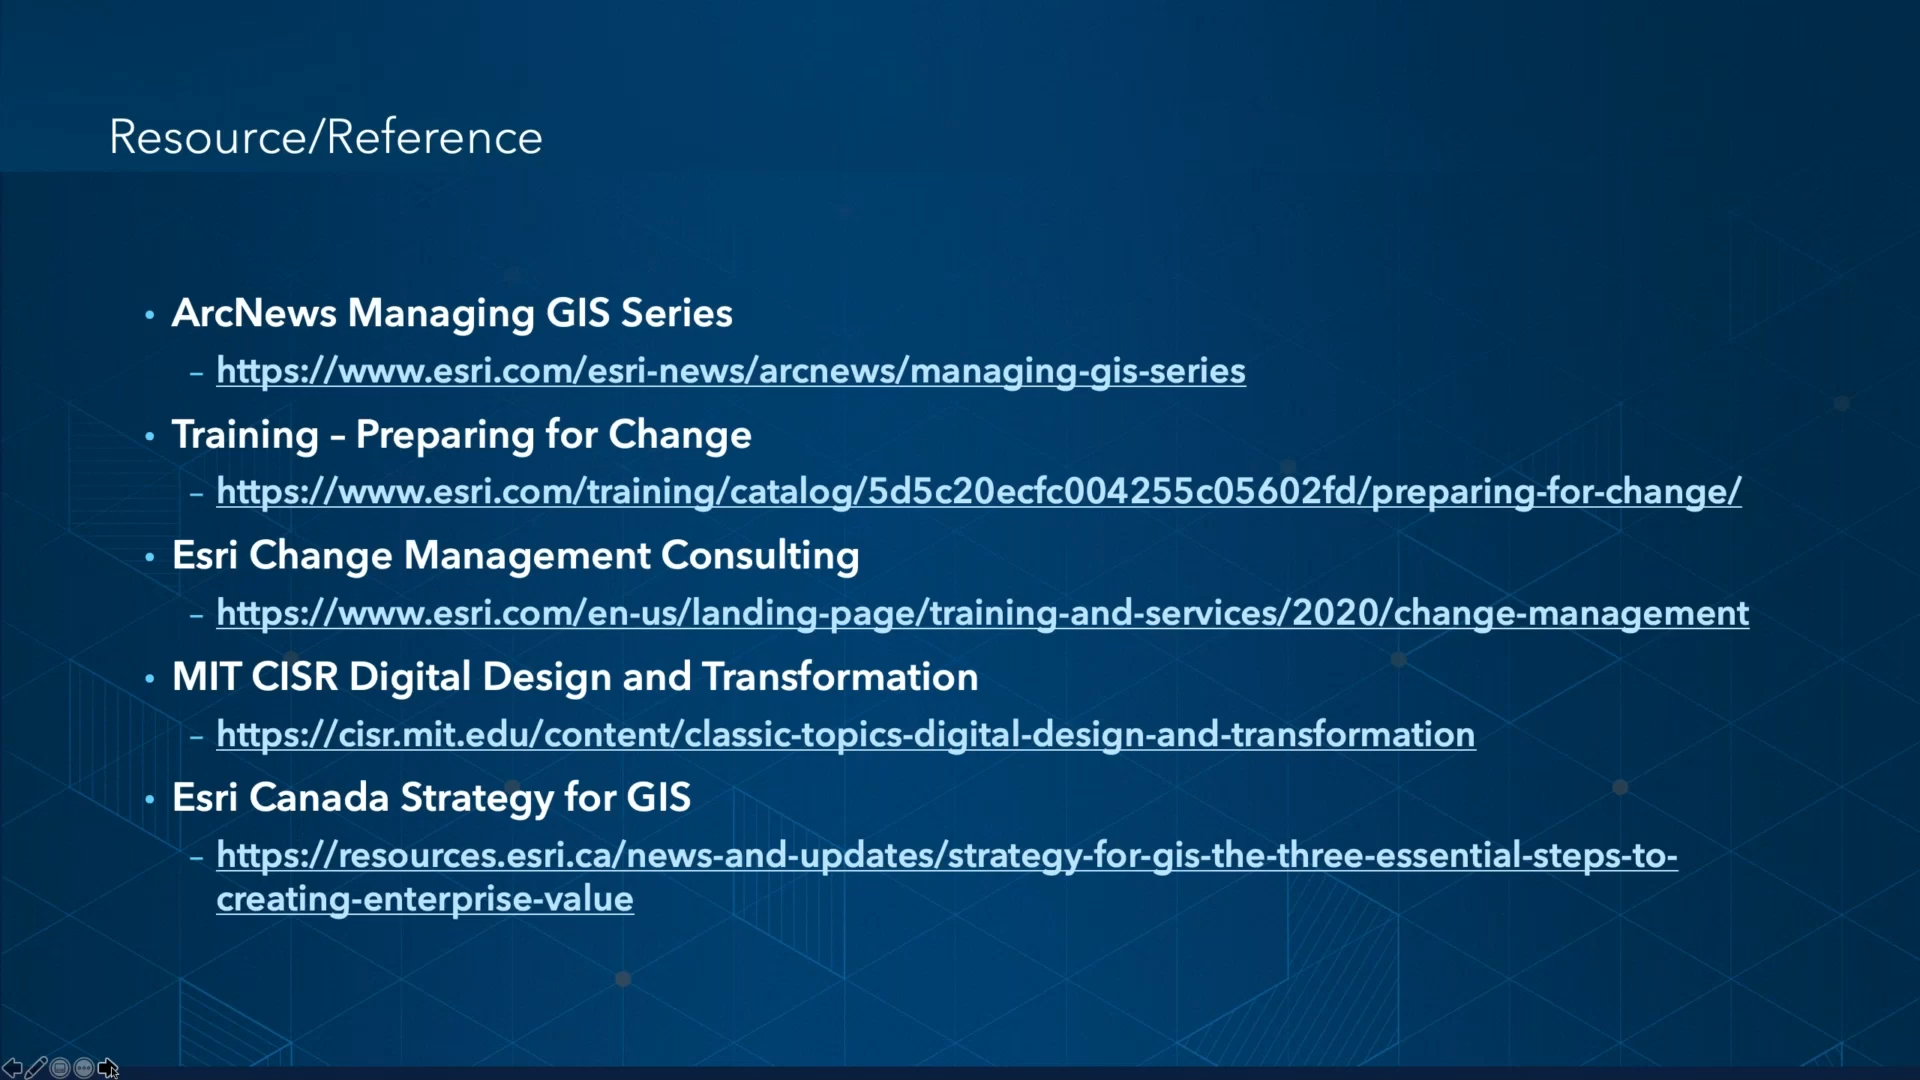 Resource/Reference
• ArcNews Managing GIS Series
– https://www.esri.com/esri-news/arcnews/managing-gis-series
• Training – Preparing for Change
– https://www.esri.com/training/catalog/5d5c20ecfc004255c05602fd/preparing-for-change/
• Esri Change Management Consulting
– https://www.esri.com/en-us/landing-page/training-and-services/2020/change-management
• MIT CISR Digital Design and Transformation
– https://cisr.mit.edu/content/classic-topics-digital-design-and-transformation
• Esri Canada Strategy for GIS
– https://resources.esri.ca/news-and-updates/strategy-for-gis-the-three-essential-steps-to-
creating-enterprise-value